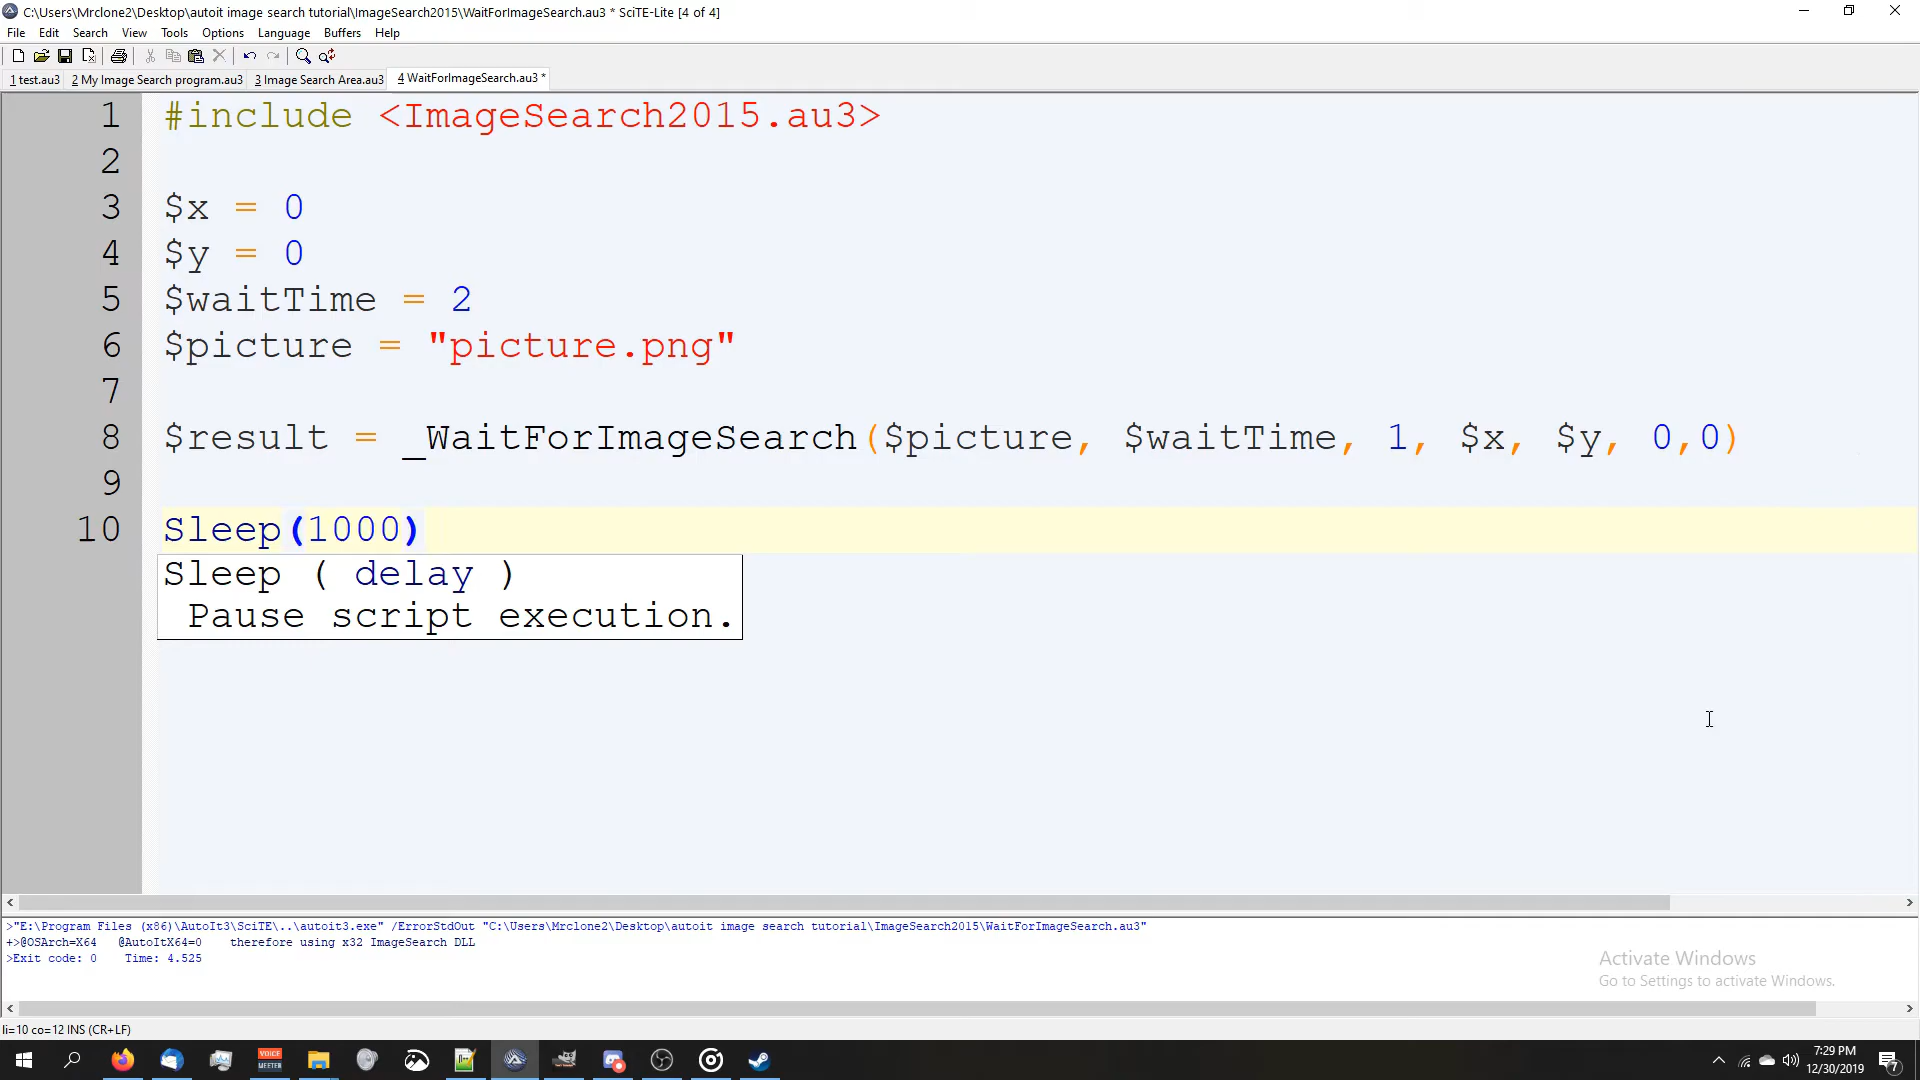 C:\Users\Mrclone2\Desktop\autoit image search tutorial\ImageSearch2015\WaitForImageSearch.au3 * SciTE-Lite [4 of 4]
File Edit Search View Tools Options Language Buffers Help
1 test.au3 2 My Image Search program.au3 3 Image Search Area.au3 4 WaitForImageSearch.au3 *
1 #include <ImageSearch2015.au3>
2
3 $x = 0
4 $y = 0
5 $waitTime = 2
6 $picture = "picture.png"
7
8 $result = _WaitForImageSearch($picture, $waitTime, 1, $x, $y, 0,0)
9
10 Sleep(1000)
Sleep ( delay )
Pause script execution.
>"E:\Program Files (x86)\AutoIt3\SciTE\..\autoit3.exe" /ErrorStdOut "C:\Users\Mrclone2\Desktop\autoit image search tutorial\ImageSearch2015\WaitForImageSearch.au3"
+>@OSArch=X64 @AutoItX64=0 therefore using x32 ImageSearch DLL
>Exit code: 0 Time: 4.525
Activate Windows
Go to Settings to activate Windows.
li=10 co=12 INS (CR+LF)
VOICE
MEETER
7:29 PM
12/30/2019
7